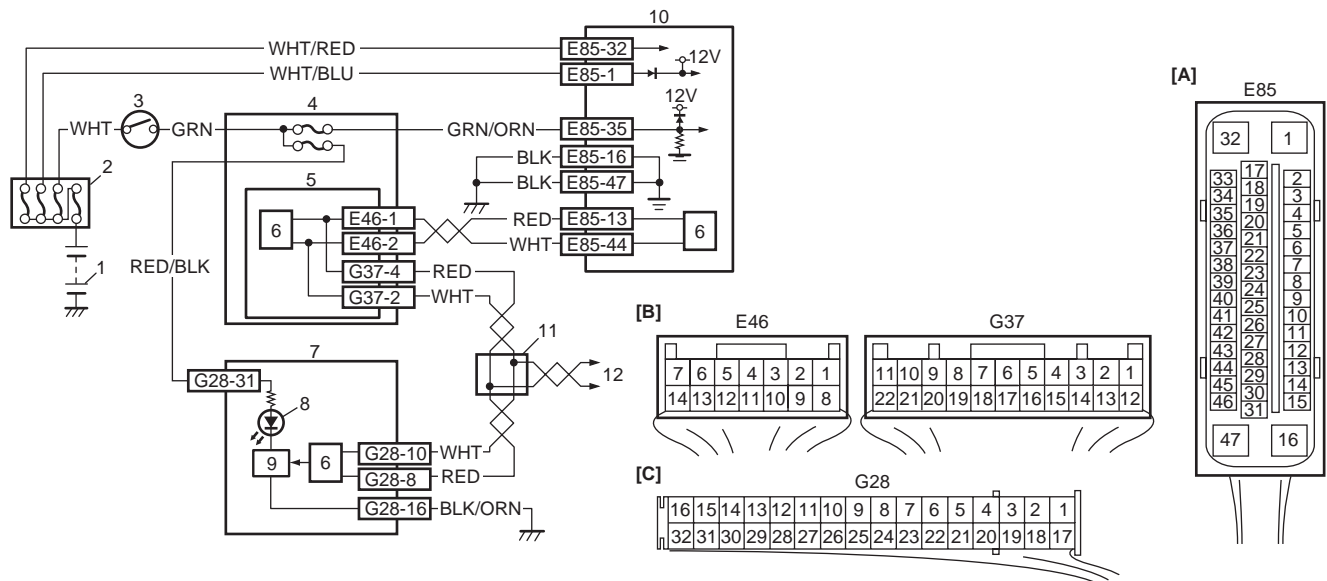 10
WHT/RED
E85-32
12V
WHT/BLU
E85-1
[A]
E85
3
4
12V
WHT
GRN
GRN/ORN
E85-35
BLK
E85-16
2
5
BLK
E85-47
6
E46-1
RED
E85-13
6
E46-2
WHT
E85-44
1
RED/BLK
G37-4
RED
G37-2
WHT
11
12
7
G28-31
8
9
6
G28-10
WHT
G28-8
RED
G28-16
BLK/ORN
[B]
E46
G37
7 6 5 4 3 2 1
14 13 12 11 10 9 8
11 10 9 8 7 6 5 4 3 2 1
22 21 20 19 18 17 16 15 14 13 12
[C]
G28
16 15 14 13 12 11 10 9 8 7 6 5 4 3 2 1
32 31 30 29 28 27 26 25 24 23 22 21 20 19 18 17
32 1
33 17 2
34 18 3
35 19 4
36 20 5
37 21 6
38 22 7
39 23 8
40 24 9
41 25 10
42 26 11
43 27 12
44 28 13
45 29 14
46 30 15
31
47 16